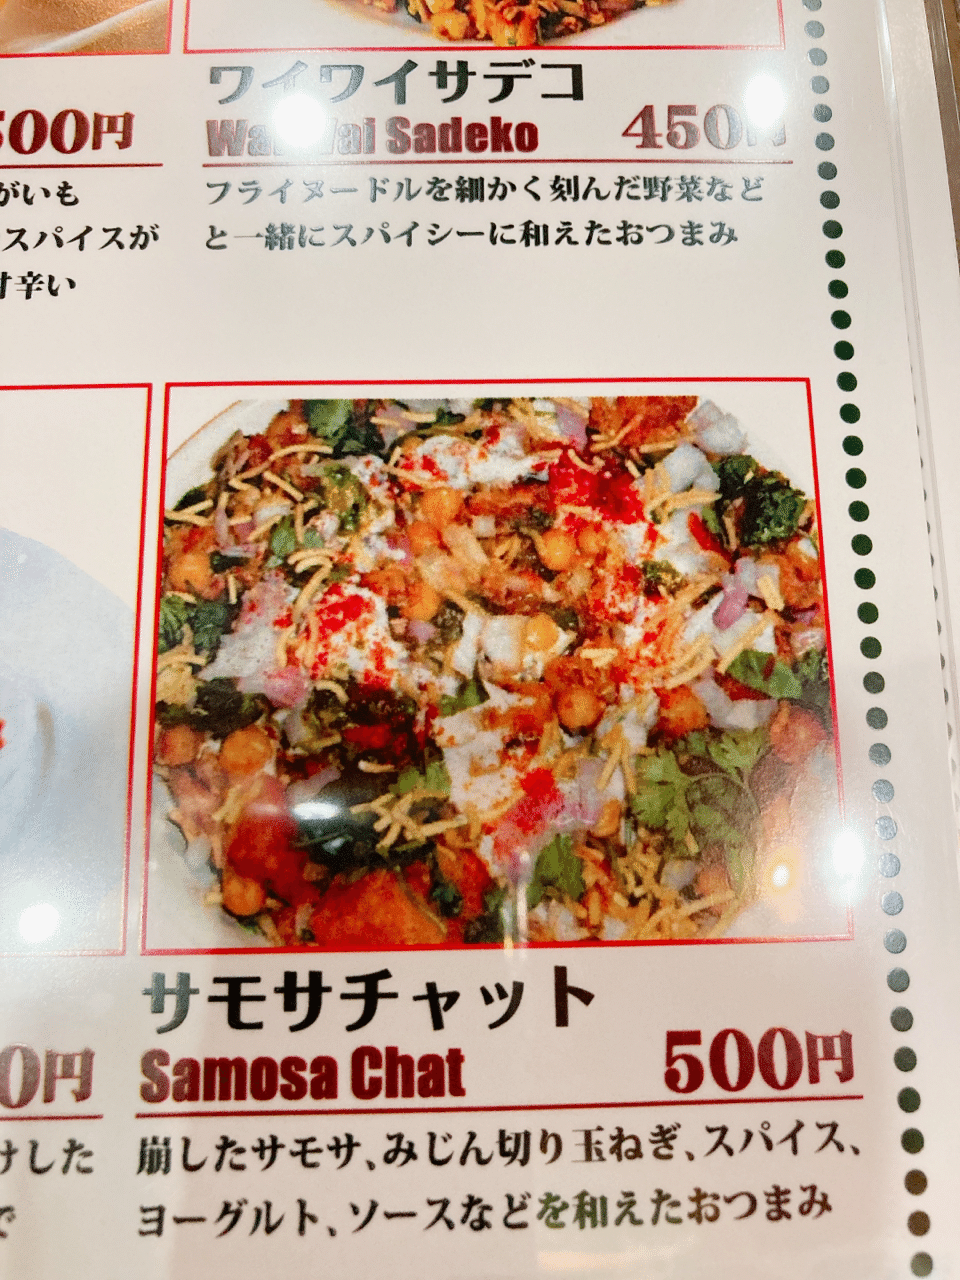 ワイワイサデコ
500円
Wai Wai Sadeko 450円
がいも
スパイスが
甘辛い
フライヌードルを細かく刻んだ野菜など
と一緒にスパイシーに和えたおつまみ
サモサチャット
0円
Samosa Chat 500円
けした
で
崩したサモサ、みじん切り玉ねぎ、スパイス、
ヨーグルト、ソースなどを和えたおつまみ